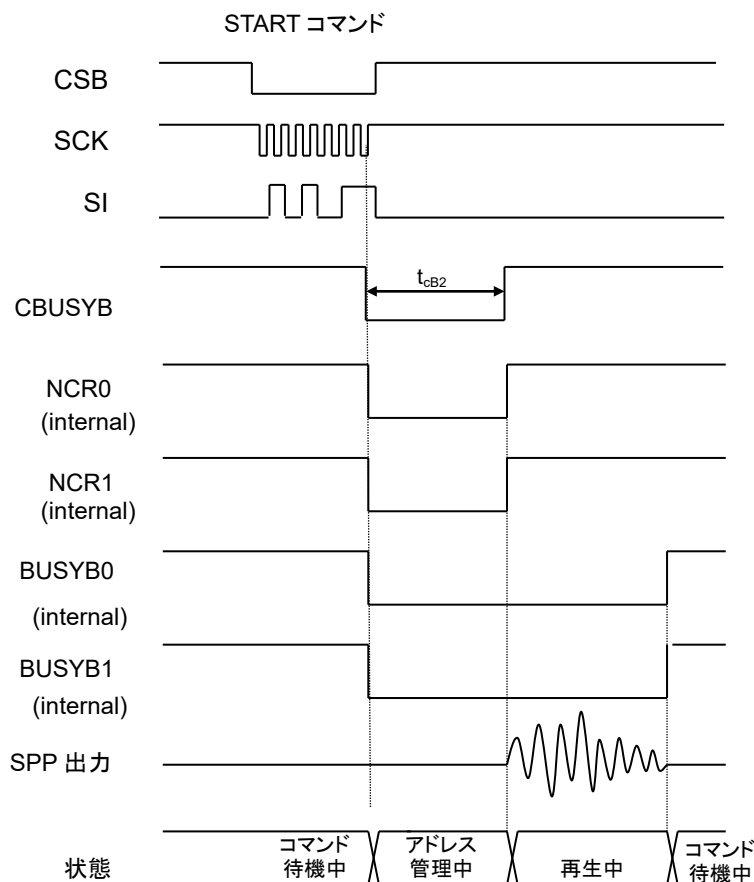 START コマンド
CSB
SCK
SI
tcB2
CBUSYB
NCR0
(internal)
NCR1
(internal)
BUSYB0
(internal)
BUSYB1
(internal)
SPP 出力
状態
コマンド
待機中
アドレス
管理中
再生中
コマンド
待機中